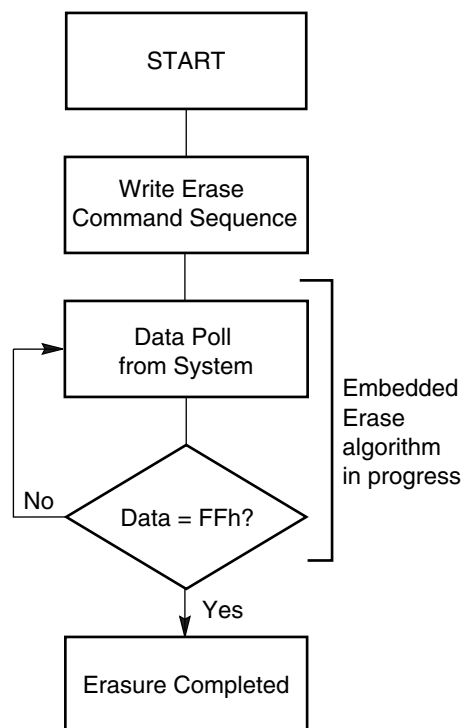 START
Write Erase
Command Sequence
Data Poll
from System
Embedded
Erase
algorithm
in progress
No
Data = FFh?
Yes
Erasure Completed